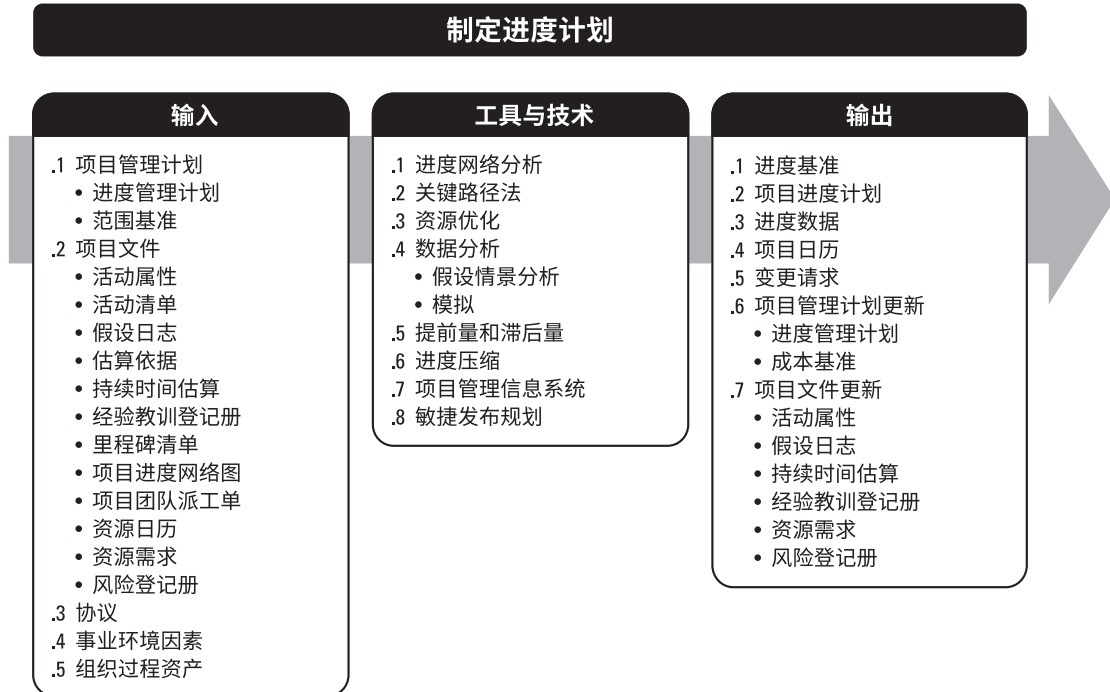 制定进度计划
输入
.1 项目管理计划
• 进度管理计划
• 范围基准
.2 项目文件
• 活动属性
• 活动清单
• 假设日志
• 估算依据
• 持续时间估算
• 经验教训登记册
• 里程碑清单
• 项目进度网络图
• 项目团队派工单
• 资源日历
• 资源需求
• 风险登记册
.3 协议
.4 事业环境因素
.5 组织过程资产
工具与技术
.1 进度网络分析
.2 关键路径法
.3 资源优化
.4 数据分析
• 假设情景分析
• 模拟
.5 提前量和滞后量
.6 进度压缩
.7 项目管理信息系统
.8 敏捷发布规划
输出
.1 进度基准
.2 项目进度计划
.3 进度数据
.4 项目日历
.5 变更请求
.6 项目管理计划更新
• 进度管理计划
• 成本基准
.7 项目文件更新
• 活动属性
• 假设日志
• 持续时间估算
• 经验教训登记册
• 资源需求
• 风险登记册